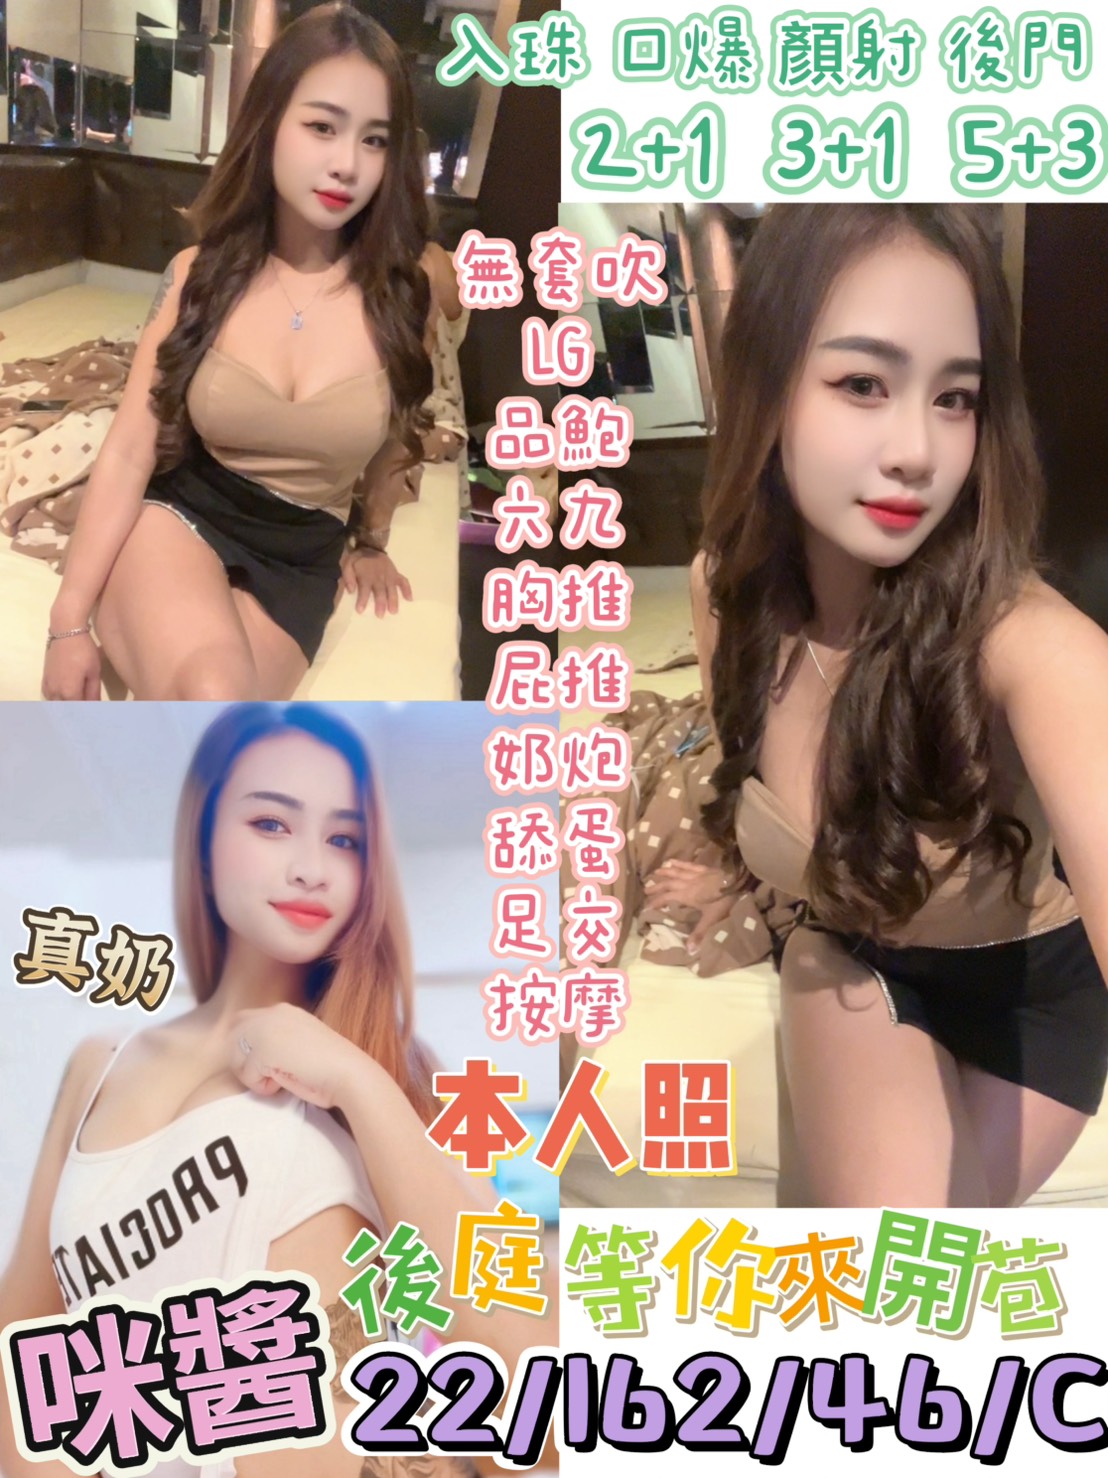 入珠 口爆 顏射 後門
2+1 3+1 5+3
無套吹
LG
品鮑
六九
胸推
屁推
奶炮
舔蛋
足交
按摩
真奶
本人照
後庭等你來開苞
咪醬
22/162/46/C